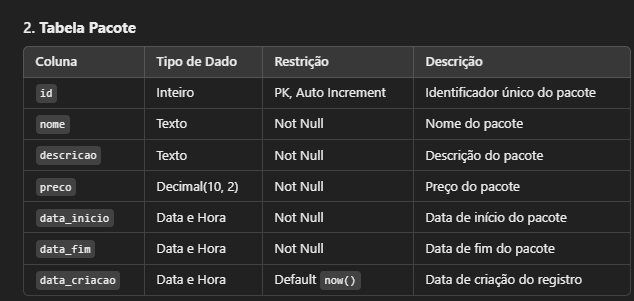 2. Tabela Pacote
Coluna Tipo de Dado Restrição Descrição
id Inteiro PK, Auto Increment Identificador único do pacote
nome Texto Not Null Nome do pacote
descricao Texto Not Null Descrição do pacote
preco Decimal(10, 2) Not Null Preço do pacote
data_inicio Data e Hora Not Null Data de início do pacote
data_fim Data e Hora Not Null Data de fim do pacote
data_criacao Data e Hora Default now() Data de criação do registro